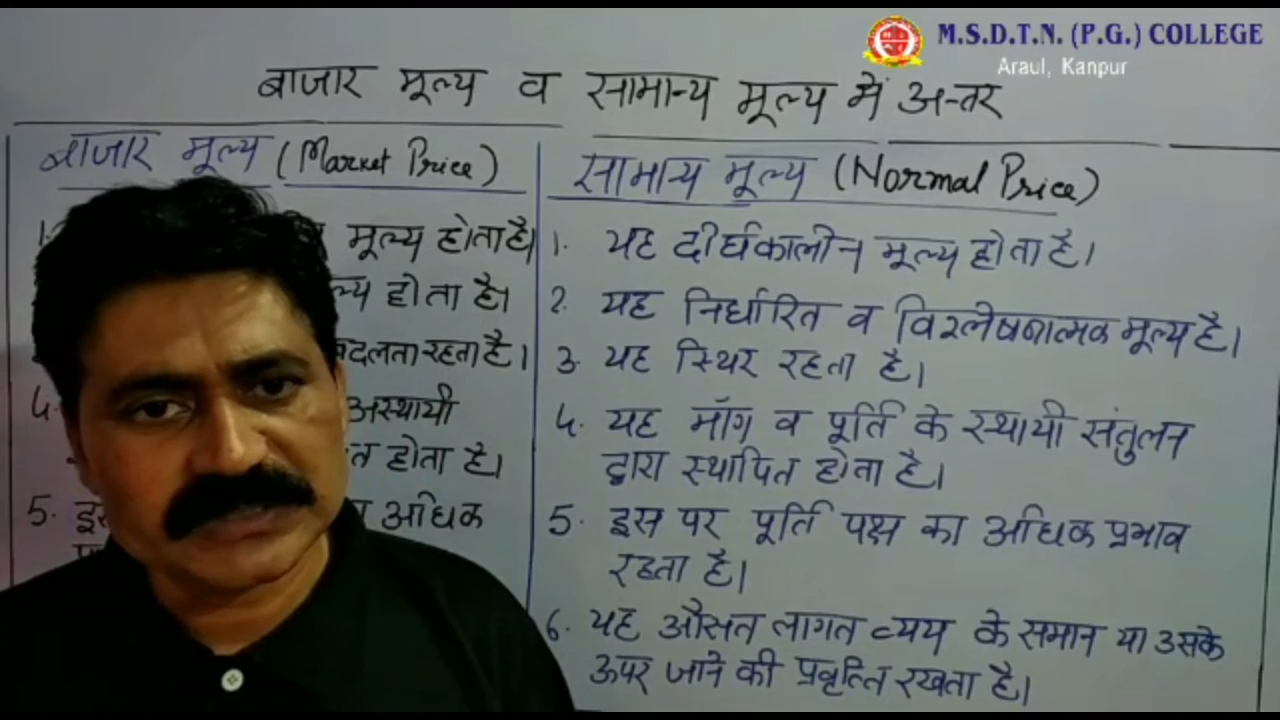 M.S.D.T.N. (P.G.) COLLEGE
Araul, Kanpur
बाजार मूल्य व सामान्य मूल्य में अन्तर
बाजार मूल्य (Market Price)
1.
मूल्य होता है।
होता है।
बदलता रहता है।
4. अस्थायी
होता है।
5. अधिक
सामान्य मूल्य (Normal Price)
1. यह दीर्घकालीन मूल्य होता है।
2. यह निर्धारित व विश्लेषणात्मक मूल्य है।
3. यह स्थिर रहता है।
4. यह माँग व पूर्ति के स्थायी संतुलन
द्वारा स्थापित होता है।
5. इस पर पूर्ति पक्ष का अधिक प्रभाव
रहता है।
6. यह औसत लागत व्यय के समान या उसके
ऊपर जाने की प्रवृत्ति रखता है।